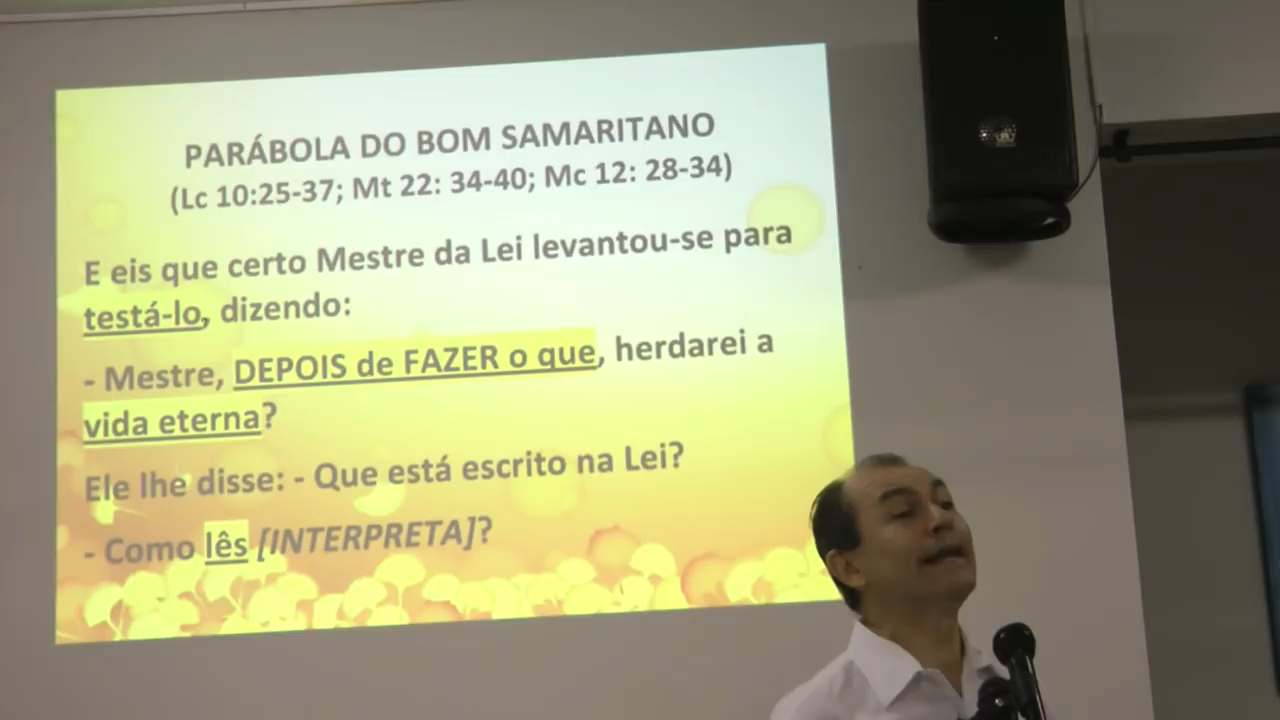 PARÁBOLA DO BOM SAMARITANO
(Lc 10:25-37; Mt 22: 34-40; Mc 12: 28-34)
E eis que certo Mestre da Lei levantou-se para
testá-lo, dizendo:
- Mestre, DEPOIS de FAZER o que, herdarei a
vida eterna?
Ele lhe disse: - Que está escrito na Lei?
- Como lês [INTERPRETA]?